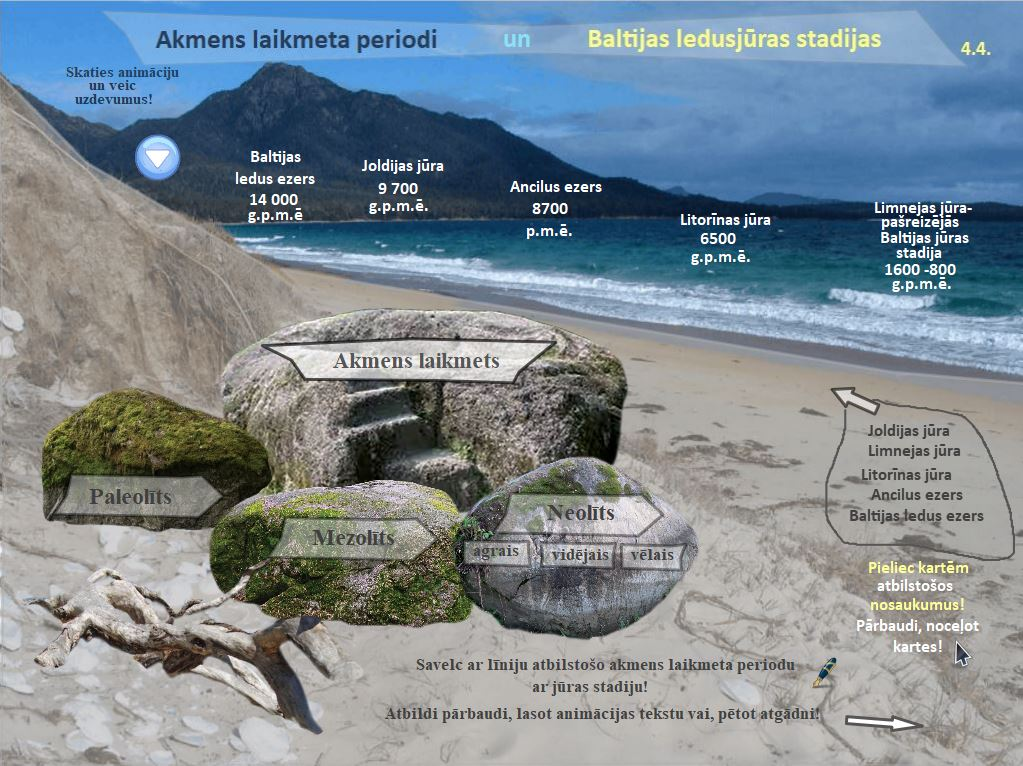 Akmens laikmeta periodi un Baltijas ledusjūras stadijas
4.4.
Skaties animāciju
un veic
uzdevumus!
Baltijas
ledus ezers
14 000
g.p.m.ē
Joldijas jūra
9 700
g.p.m.ē.
Ancilus ezers
8700
p.m.ē.
Litorīnas jūra
6500
g.p.m.ē.
Limnejas jūra-
pašreizējās
Baltijas jūras
stadija
1600 -800
g.p.m.ē.
Akmens laikmets
Paleolīts
Mezolīts
Neolīts
agrais
vidējais
vēlais
Joldijas jūra
Limnejas jūra
Litorīnas jūra
Ancilus ezers
Baltijas ledus ezers
Pieliec kartēm
atbilstošos
nosaukumus!
Pārbaudi, noceļot
kartes!
Savelc ar līniju atbilstošo akmens laikmeta periodu
ar jūras stadiju!
Atbildi pārbaudi, lasot animācijas tekstu vai, pētot atgādni!